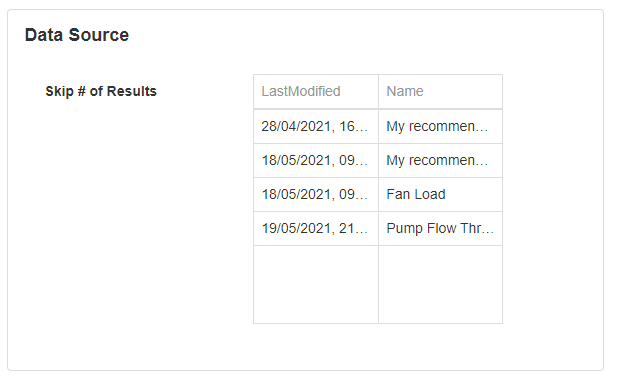 Data Source
Skip # of Results
LastModified Name
28/04/2021, 16... My recommen...
18/05/2021, 09... My recommen...
18/05/2021, 09... Fan Load
19/05/2021, 21... Pump Flow Thr...